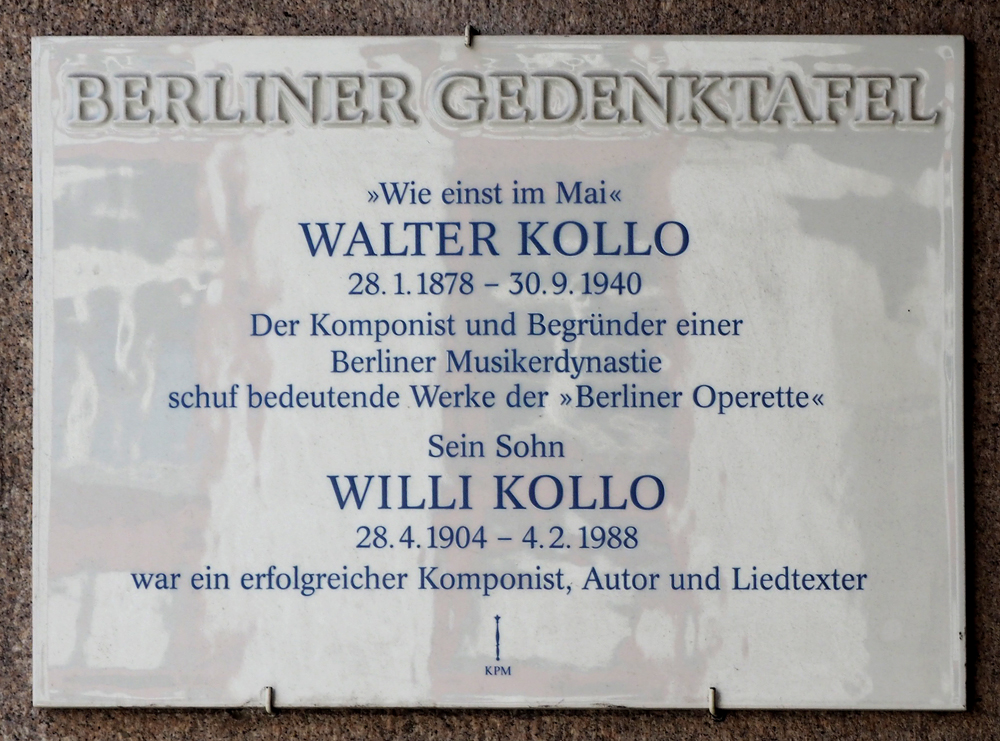 BERLINER GEDENKTAFEL
»Wie einst im Mai«
WALTER KOLLO
28. 1. 1878 – 30. 9. 1940
Der Komponist und Begründer einer
Berliner Musikerdynastie
schuf bedeutende Werke der »Berliner Operette«
Sein Sohn
WILLI KOLLO
28. 4. 1904 – 4. 2. 1988
war ein erfolgreicher Komponist, Autor und Liedtexter
KPM